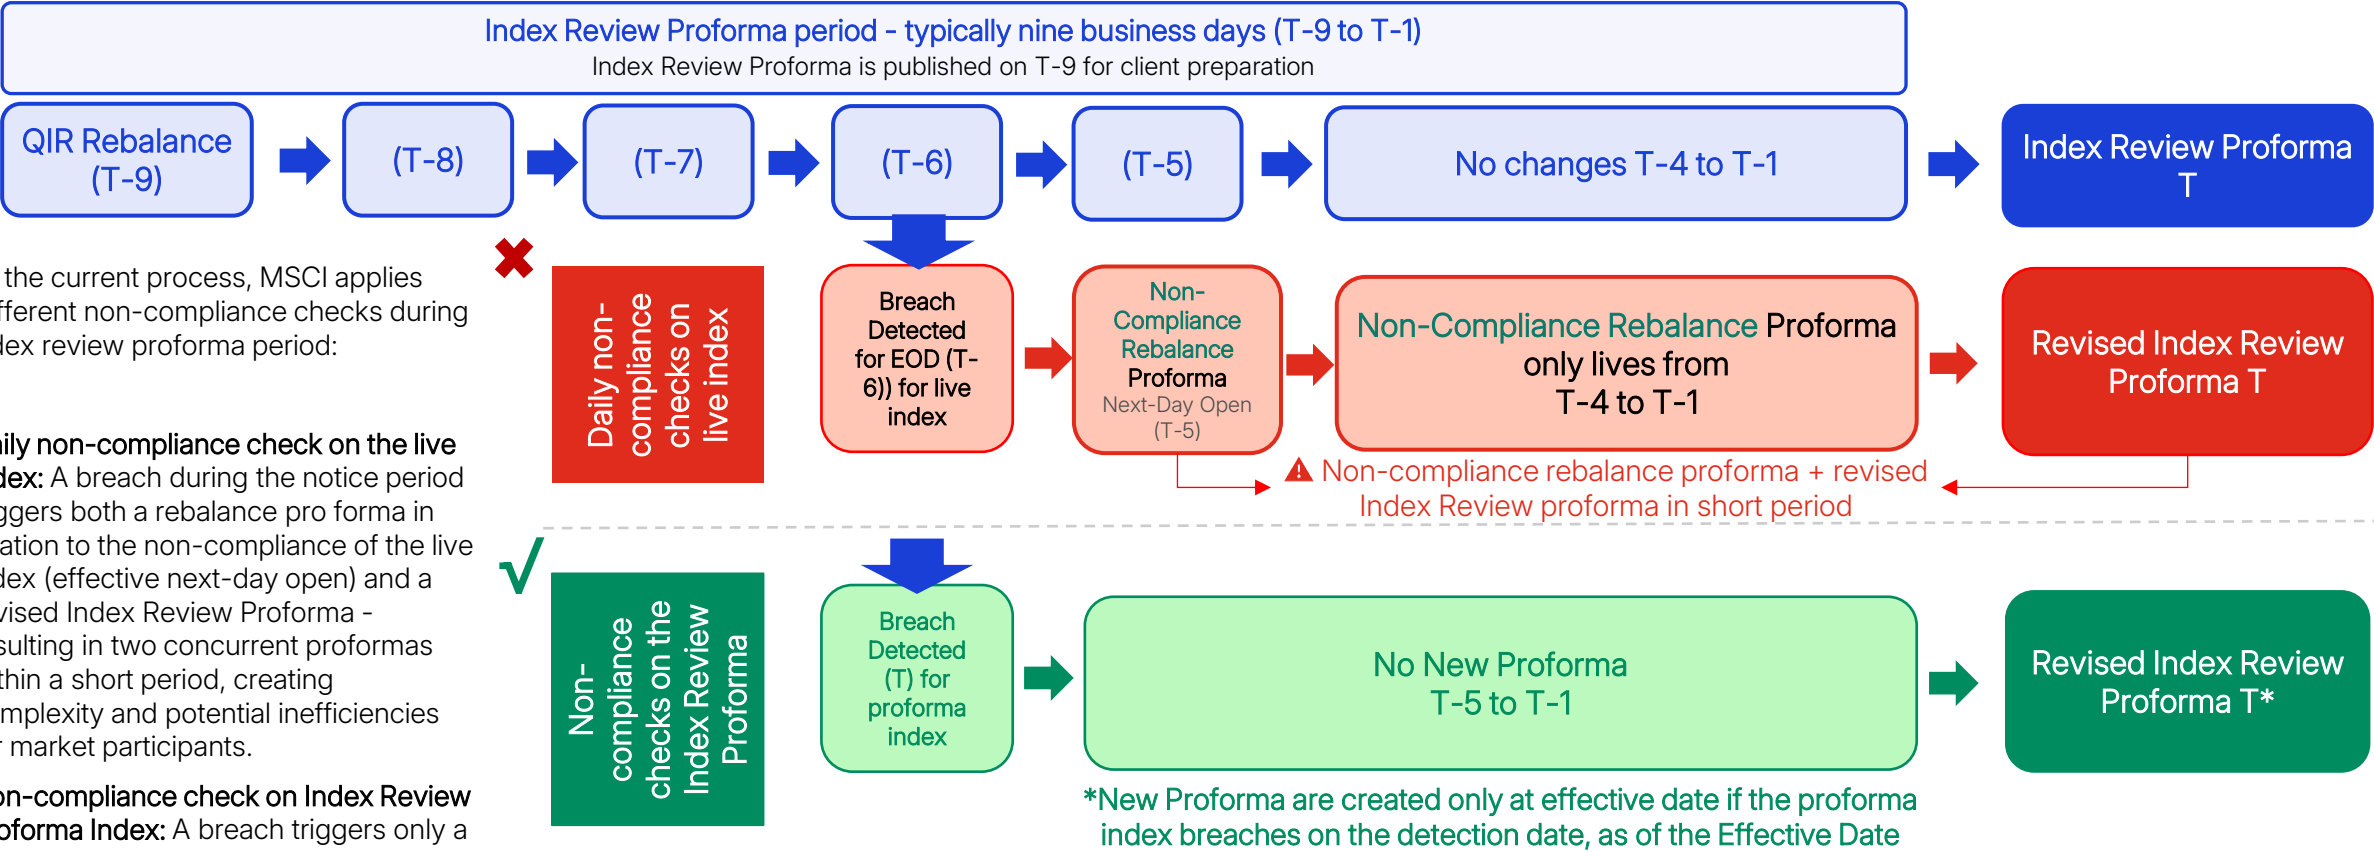 Index Review Proforma period - typically nine business days (T-9 to T-1)
Index Review Proforma is published on T-9 for client preparation
QIR Rebalance
(T-9)
(T-8)
(T-7)
(T-6)
(T-5)
No changes T-4 to T-1
Index Review Proforma
T
the current process, MSCI applies
fferent non-compliance checks during
dex review proforma period:
ily non-compliance check on the live
dex: A breach during the notice period
ggers both a rebalance pro forma in
ation to the non-compliance of the live
dex (effective next-day open) and a
vised Index Review Proforma -
sulting in two concurrent proformas
thin a short period, creating
mplexity and potential inefficiencies
r market participants.
on-compliance check on Index Review
oforma Index: A breach triggers only a
Daily non-
compliance
checks on
live index
Breach
Detected
for EOD (T-
6)) for live
index
Non-
Compliance
Rebalance
Proforma
Next-Day Open
(T-5)
Non-Compliance Rebalance Proforma
only lives from
T-4 to T-1
Revised Index Review
Proforma T
Non-compliance rebalance proforma + revised
Index Review proforma in short period
Non-
compliance
checks on the
Index Review
Proforma
Breach
Detected
(T) for
proforma
index
No New Proforma
T-5 to T-1
Revised Index Review
Proforma T*
*New Proforma are created only at effective date if the proforma
index breaches on the detection date, as of the Effective Date